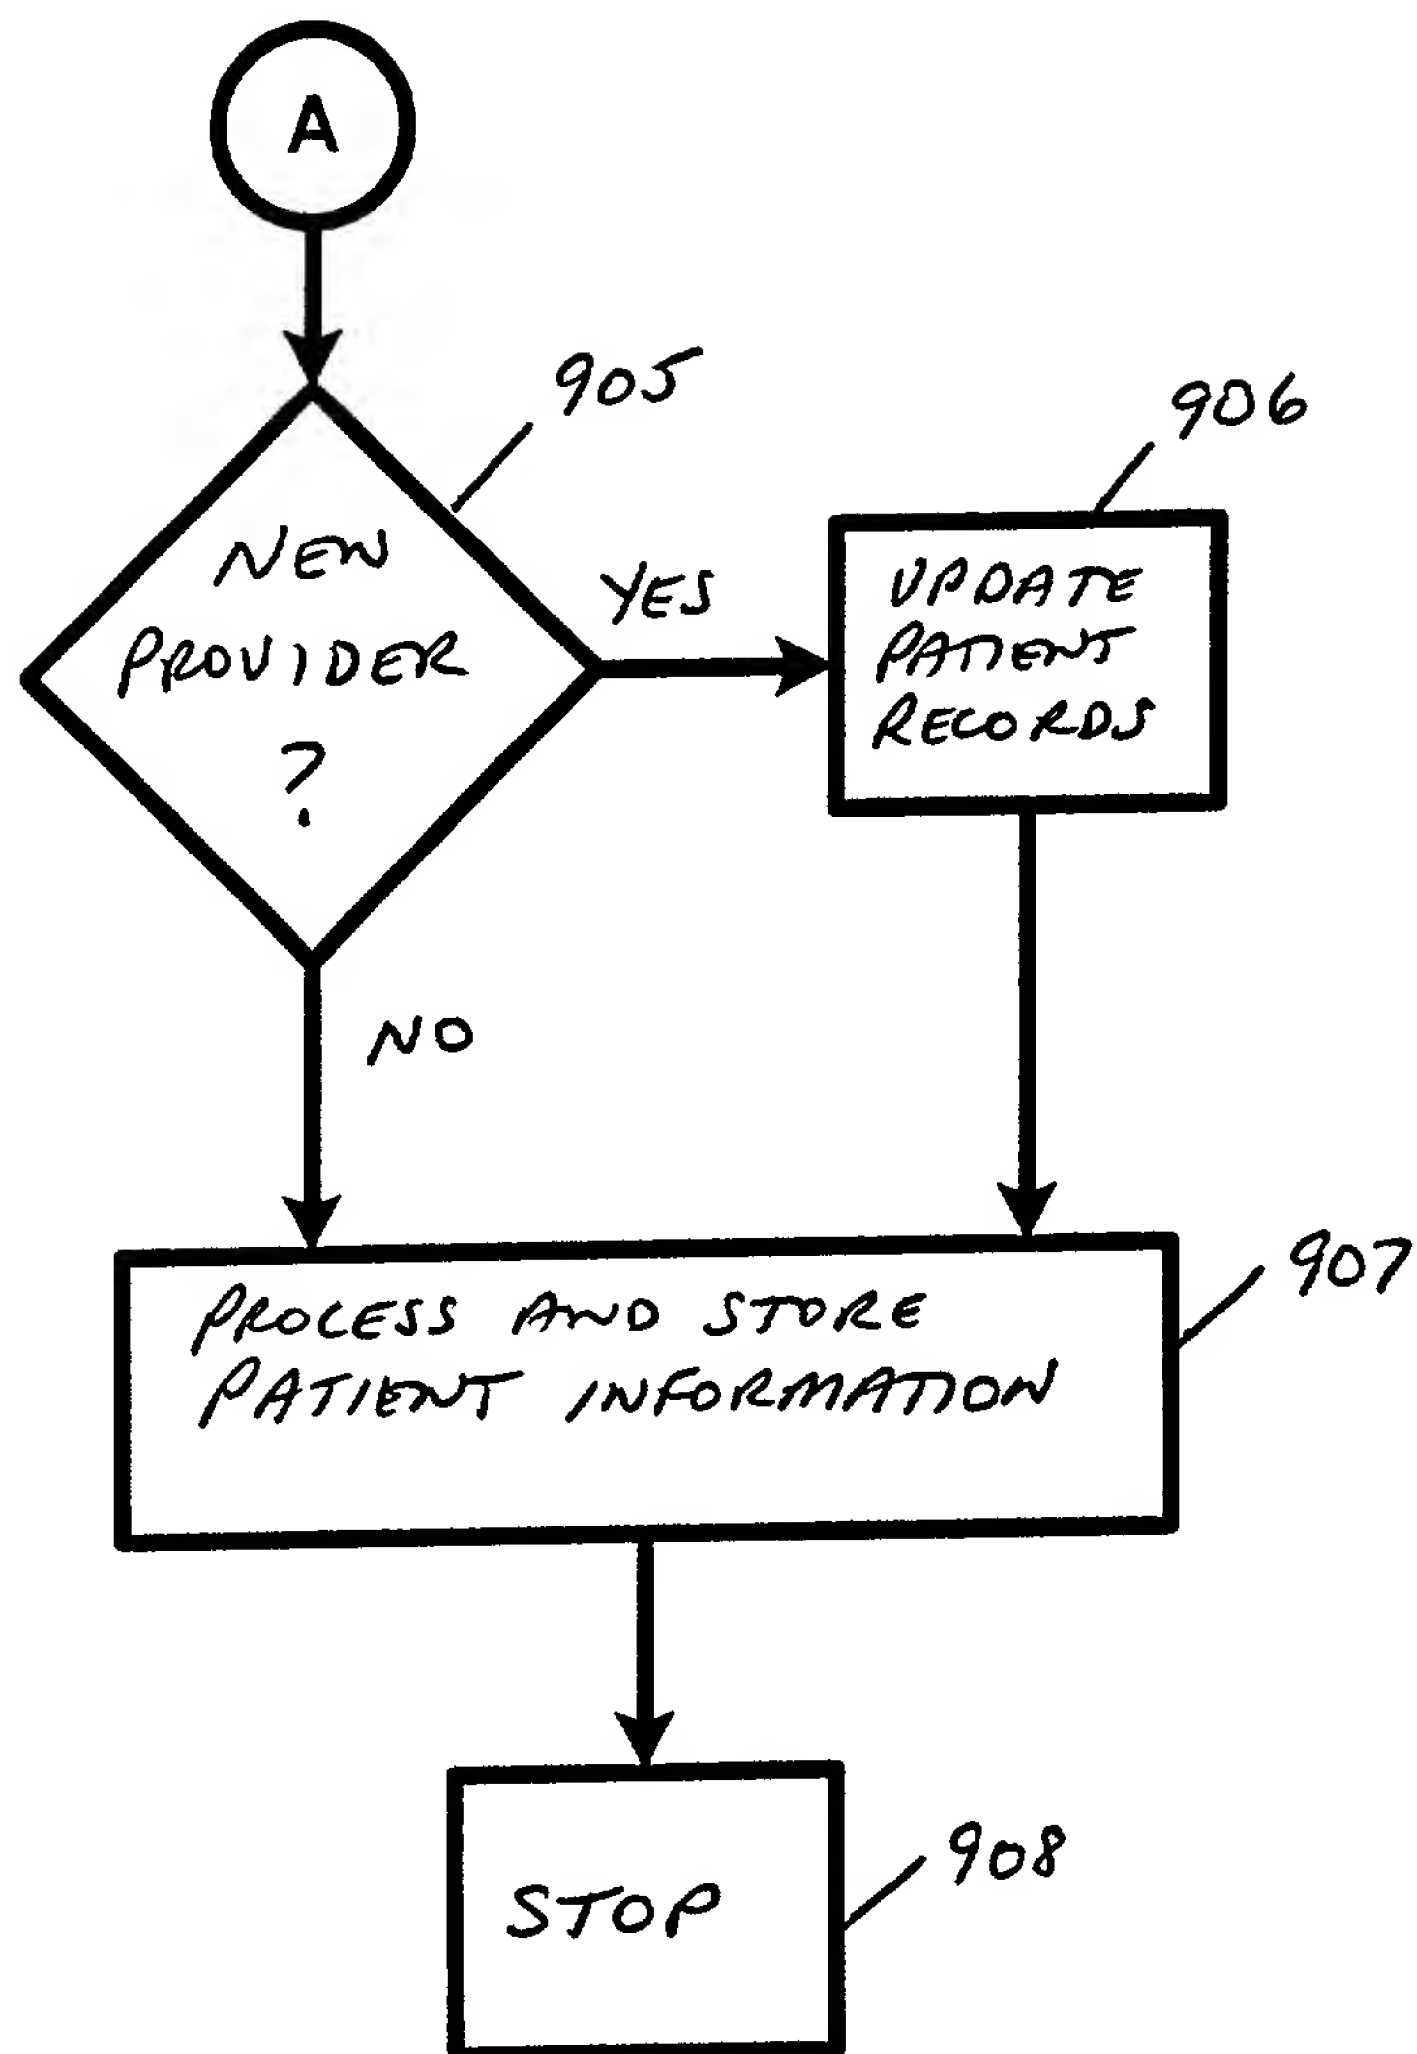 A
905
906
NEW
PROVIDER
?
YES
UPDATE
PATIENT
RECORDS
NO
907
PROCESS AND STORE
PATIENT INFORMATION
908
STOP